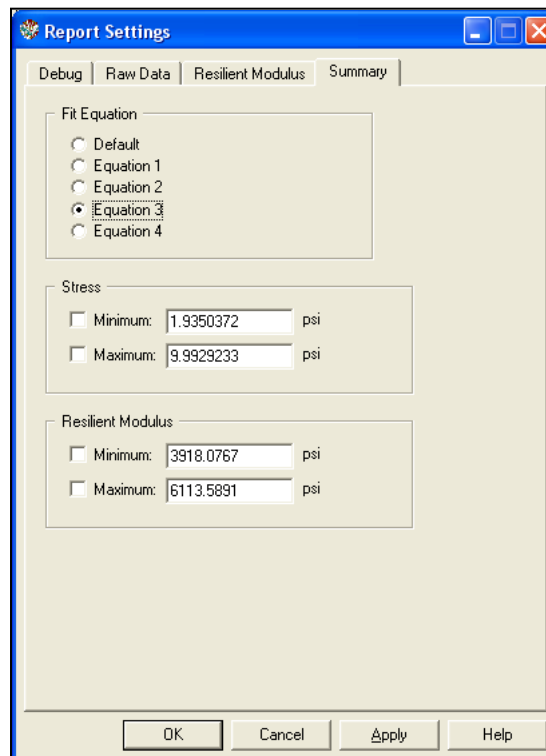 Report Settings
Debug Raw Data Resilient Modulus Summary
Fit Equation
Default
Equation 1
Equation 2
Equation 3
Equation 4
Stress
Minimum: 1.9350372 psi
Maximum: 9.9929233 psi
Resilient Modulus
Minimum: 3918.0767 psi
Maximum: 6113.5891 psi
OK Cancel Apply Help